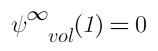 ψ^∞_vol(1) = 0